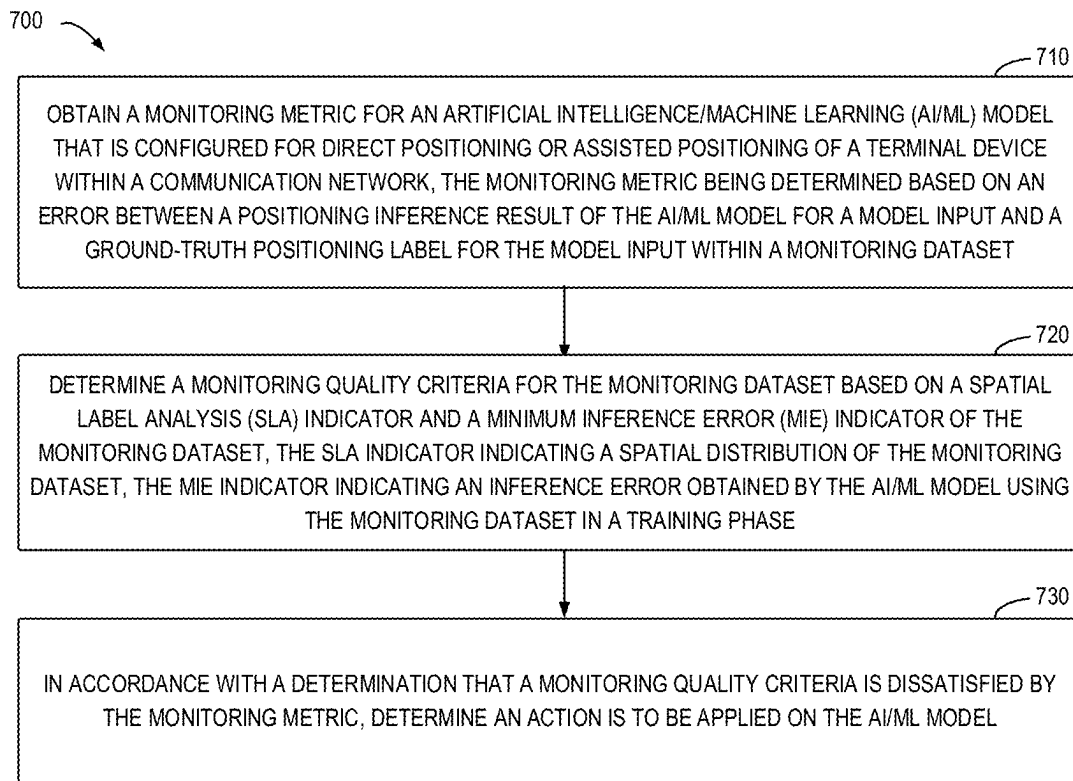 700
710
OBTAIN A MONITORING METRIC FOR AN ARTIFICIAL INTELLIGENCE/MACHINE LEARNING (AI/ML) MODEL
THAT IS CONFIGURED FOR DIRECT POSITIONING OR ASSISTED POSITIONING OF A TERMINAL DEVICE
WITHIN A COMMUNICATION NETWORK, THE MONITORING METRIC BEING DETERMINED BASED ON AN
ERROR BETWEEN A POSITIONING INFERENCE RESULT OF THE AI/ML MODEL FOR A MODEL INPUT AND A
GROUND-TRUTH POSITIONING LABEL FOR THE MODEL INPUT WITHIN A MONITORING DATASET
720
DETERMINE A MONITORING QUALITY CRITERIA FOR THE MONITORING DATASET BASED ON A SPATIAL
LABEL ANALYSIS (SLA) INDICATOR AND A MINIMUM INFERENCE ERROR (MIE) INDICATOR OF THE
MONITORING DATASET, THE SLA INDICATOR INDICATING A SPATIAL DISTRIBUTION OF THE MONITORING
DATASET, THE MIE INDICATOR INDICATING AN INFERENCE ERROR OBTAINED BY THE AI/ML MODEL USING
THE MONITORING DATASET IN A TRAINING PHASE
730
IN ACCORDANCE WITH A DETERMINATION THAT A MONITORING QUALITY CRITERIA IS DISSATISFIED BY
THE MONITORING METRIC, DETERMINE AN ACTION IS TO BE APPLIED ON THE AI/ML MODEL